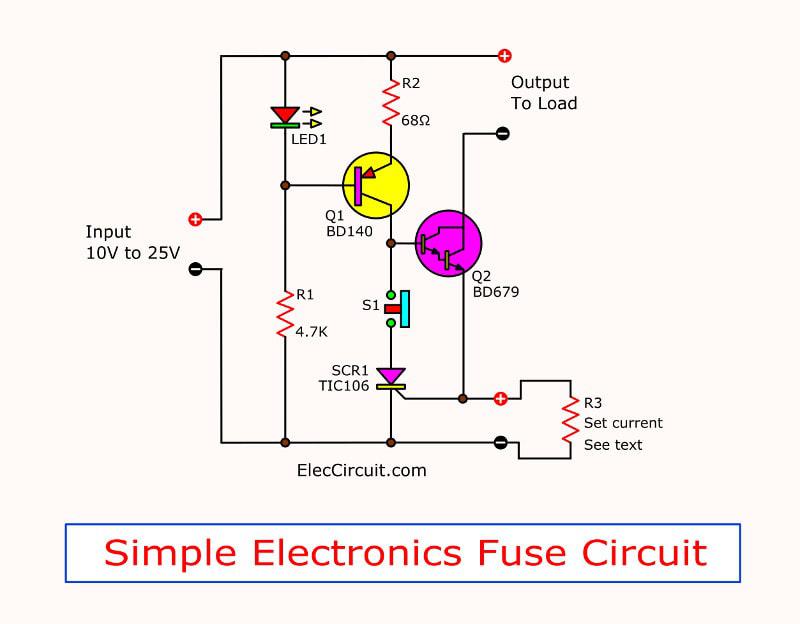 R2
68Ω
Output
To Load
LED1
Q1
BD140
Input
10V to 25V
Q2
BD679
R1
4.7K
S1
SCR1
TIC106
R3
Set current
See text
ElecCircuit.com
Simple Electronics Fuse Circuit